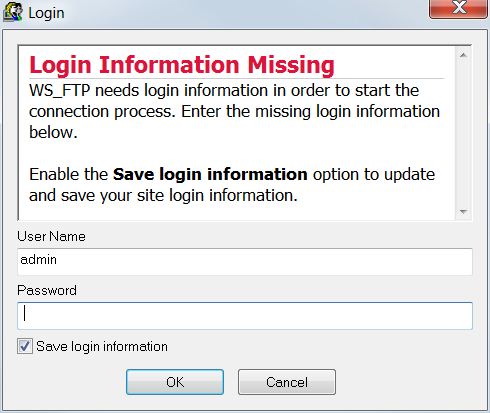 Login
Login Information Missing
WS_FTP needs login information in order to start the
connection process. Enter the missing login information
below.
Enable the Save login information option to update
and save your site login information.
User Name
admin
Password
Save login information
OK
Cancel